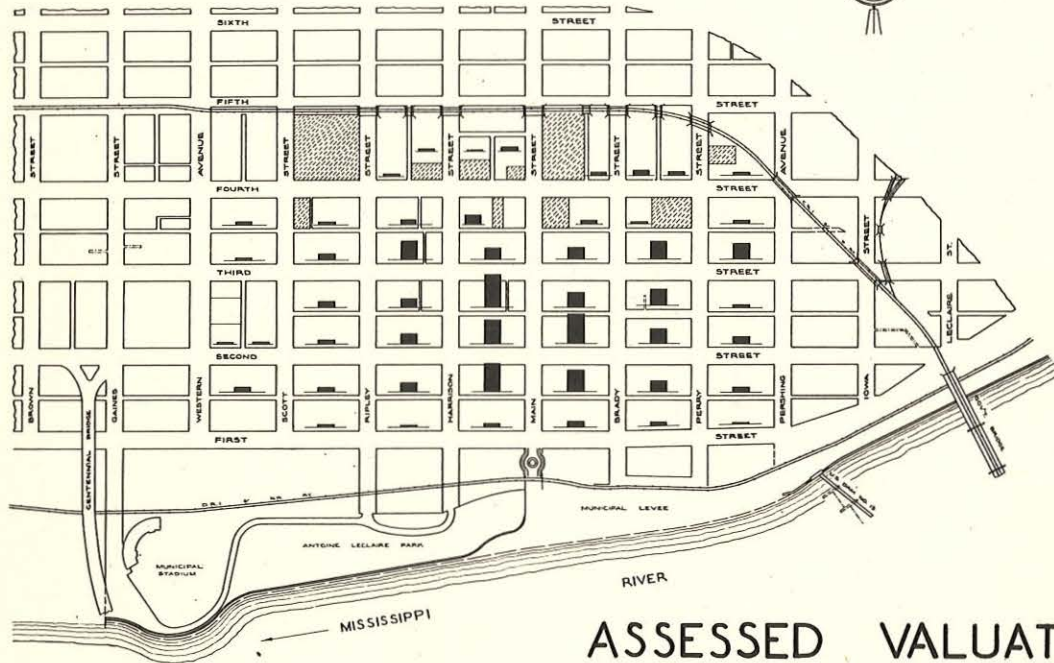 SIXTH STREET
FIFTH STREET
STREET STREET AVENUE STREET STREET STREET STREET STREET STREET AVENUE
FOURTH STREET
STREET ST.
THIRD STREET
LECLAIRE
SECOND STREET
BROWN GAINES WESTERN SCOTT RIPLEY HARRISON MAIN BRADY PERRY PERSHING IOWA
CENTENNIAL BRIDGE
BRIDGE
FIRST STREET
D.R.I. & N.W. RY.
MUNICIPAL LEVEE
ANTOINE LECLAIRE PARK
MUNICIPAL
STADIUM
RIVER
MISSISSIPPI
ASSESSED VALUAT